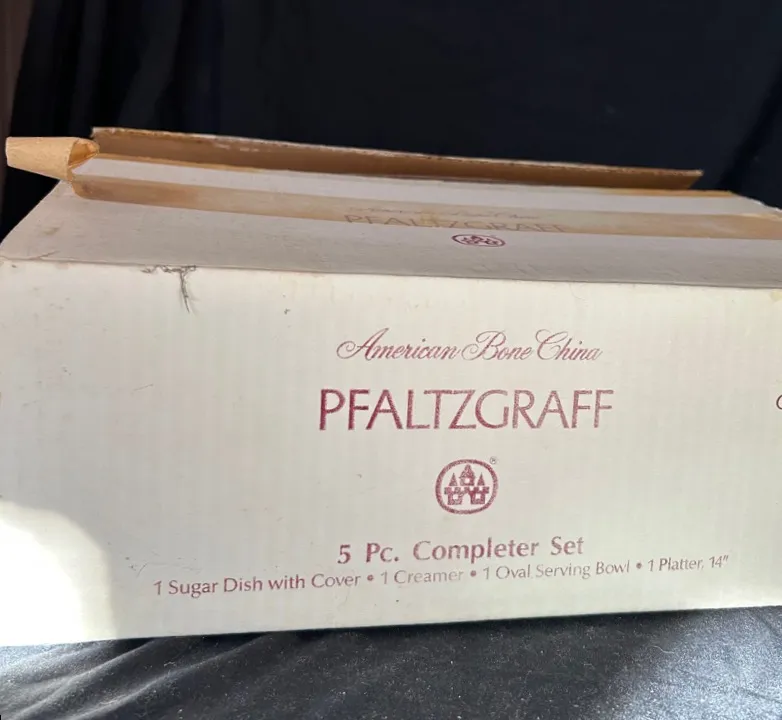 PFALTZGRAFF
American Bone China
PFALTZGRAFF
®
5 Pc. Completer Set
1 Sugar Dish with Cover • 1 Creamer • 1 Oval Serving Bowl • 1 Platter, 14"